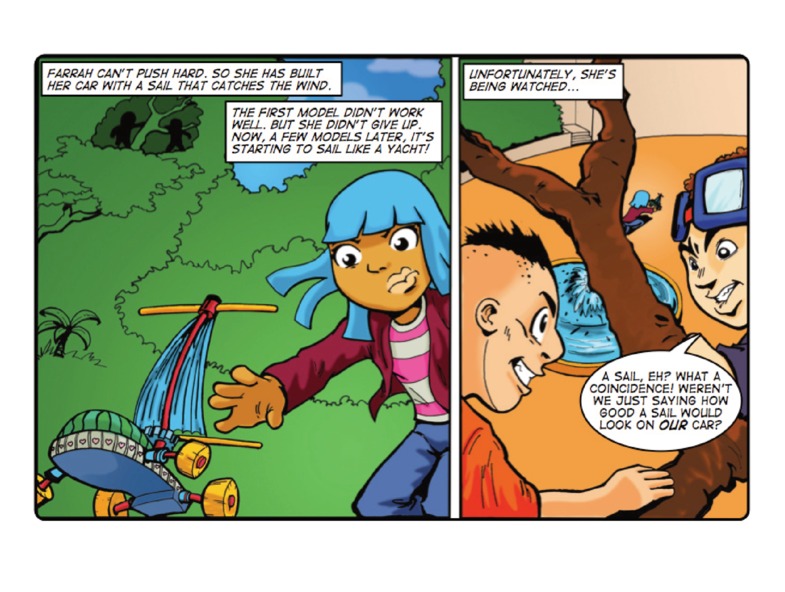 FARRAH CAN'T PUSH HARD. SO SHE HAS BUILT
HER CAR WITH A SAIL THAT CATCHES THE WIND.
THE FIRST MODEL DIDN'T WORK
WELL. BUT SHE DIDN'T GIVE UP.
NOW, A FEW MODELS LATER, IT'S
STARTING TO SAIL LIKE A YACHT!
UNFORTUNATELY, SHE'S
BEING WATCHED...
A SAIL, EH? WHAT A
COINCIDENCE! WEREN'T
WE JUST SAYING HOW
GOOD A SAIL WOULD
LOOK ON OUR CAR?